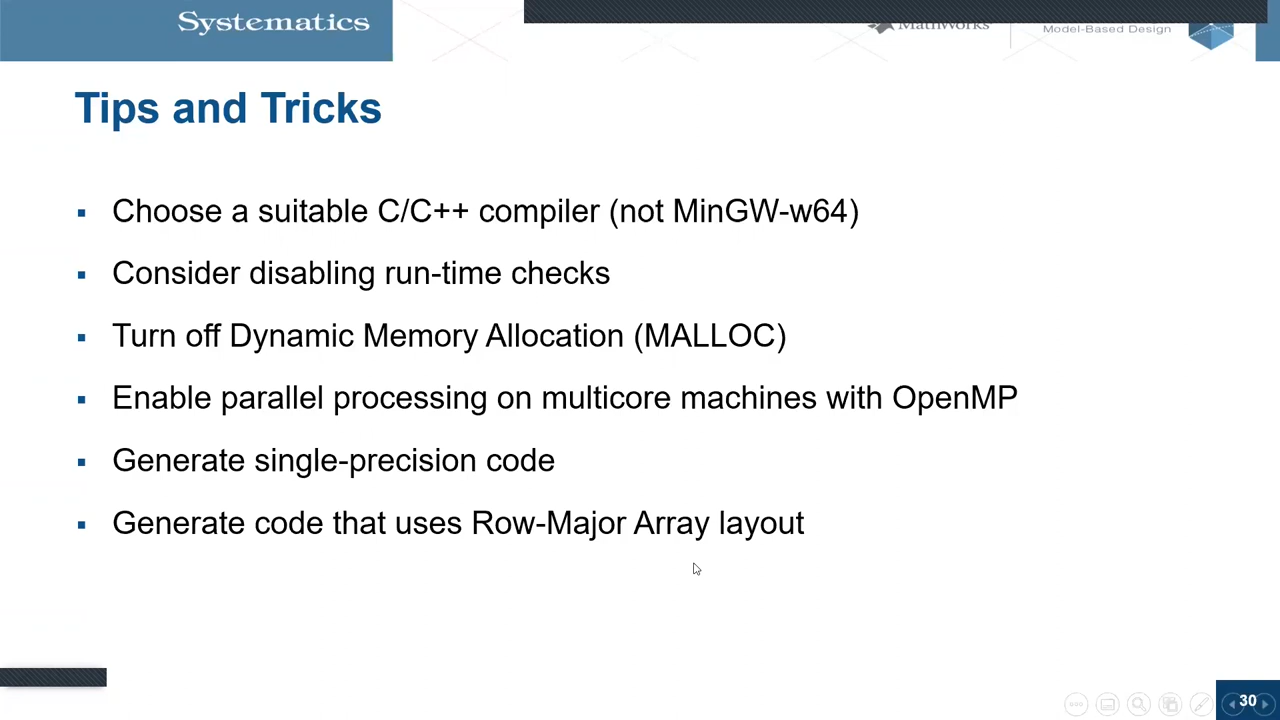 Systematics
MathWorks
Model-Based Design
Tips and Tricks
Choose a suitable C/C++ compiler (not MinGW-w64)
Consider disabling run-time checks
Turn off Dynamic Memory Allocation (MALLOC)
Enable parallel processing on multicore machines with OpenMP
Generate single-precision code
Generate code that uses Row-Major Array layout
30